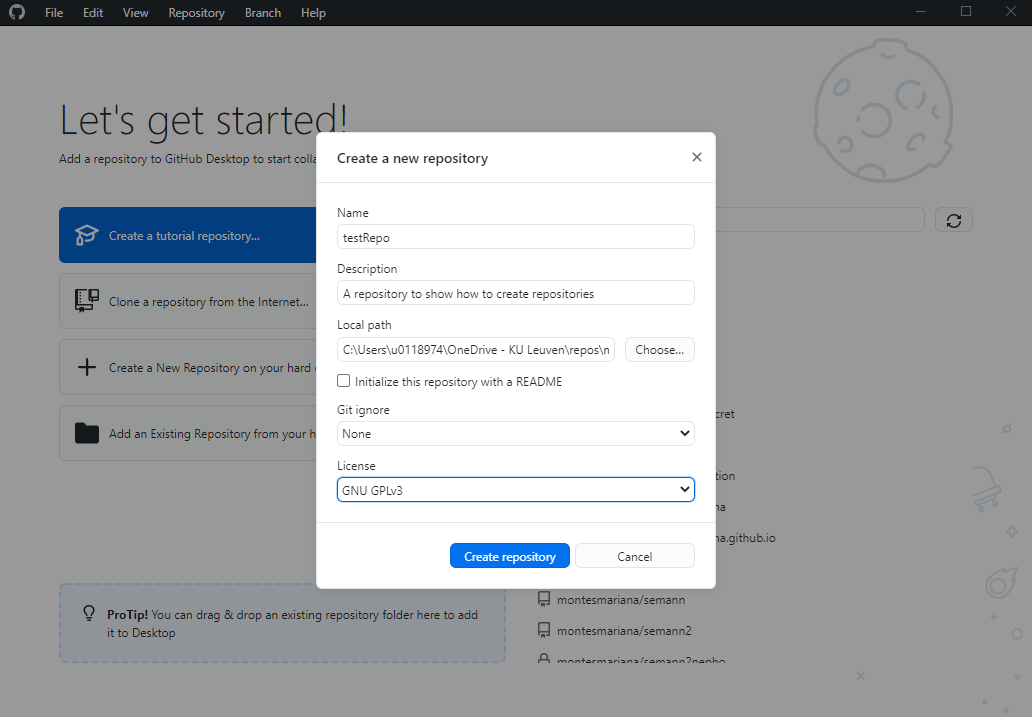 File Edit View Repository Branch Help
Let's get started!
Add a repository to GitHub Desktop to start colla
Create a tutorial repository...
Clone a repository from the Internet...
Create a New Repository on your hard
Add an Existing Repository from your h
ProTip! You can drag & drop an existing repository folder here to add
it to Desktop
Create a new repository
Name
testRepo
Description
A repository to show how to create repositories
Local path
C:\Users\u0118974\OneDrive - KU Leuven\repos\n
Choose...
Initialize this repository with a README
Git ignore
None
License
GNU GPLv3
Create repository
Cancel
cret
tion
na
na.github.io
montesmariana/semann
montesmariana/semann2
montesmariana/semann2nepho